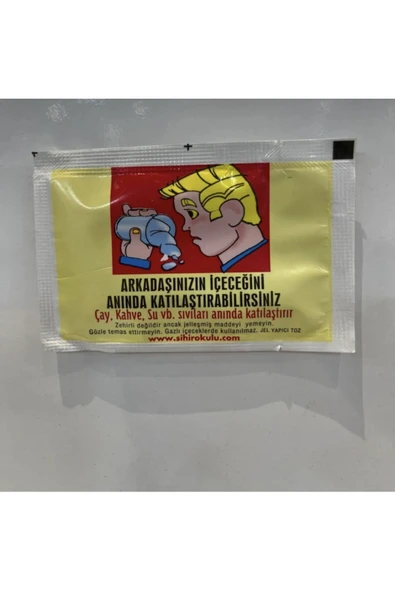 ARKADAŞINIZIN İÇECEĞİNİ
ANINDA KATILAŞTIRABİLİRSİNİZ
Çay, Kahve, Su vb. sıvıları anında katılaştırır
Zehirli değildir ancak jelleşmiş maddeyi yemeyin.
Gözle temas ettirmeyin. Gazlı içeceklerde kullanılmaz. JEL YAPICI TOZ
www.sihirokulu.com